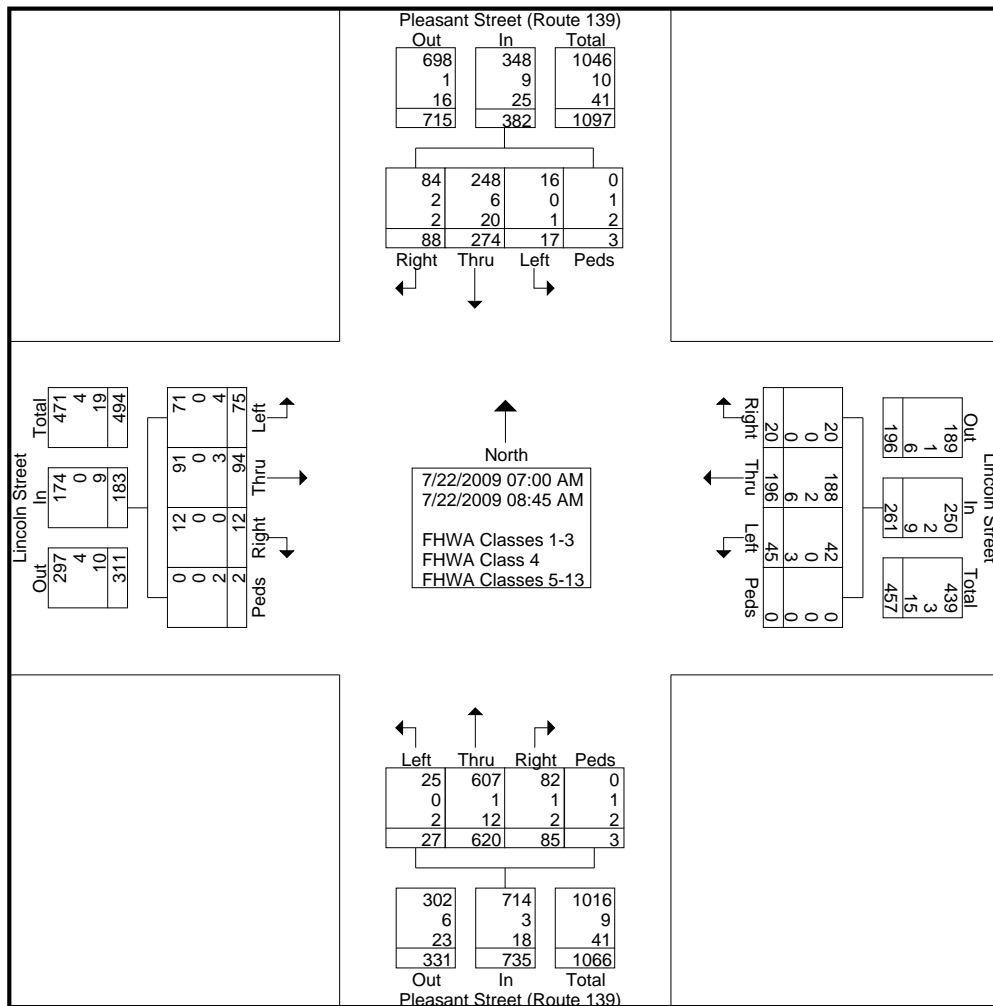 Pleasant Street (Route 139)
Out In Total
698 348 1046
1 9 10
16 25 41
715 382 1097
84 248 16 0
2 6 0 1
2 20 1 2
88 274 17 3
Right Thru Left Peds
Lincoln Street
Total
471
4
19
494
In
174
0
9
183
Out
297
4
10
311
71
0
4
75
Left
91
0
3
94
Thru
12
0
0
12
Right
0
0
2
2
Peds
North
7/22/2009 07:00 AM
7/22/2009 08:45 AM
FHWA Classes 1-3
FHWA Class 4
FHWA Classes 5-13
Right
20
0
0
20
Thru
188
2
6
196
Left
42
0
3
45
Peds
0
0
0
0
Lincoln Street
Out
189
1
6
196
In
250
2
9
261
Total
439
3
15
457
Left Thru Right Peds
25 607 82 0
0 1 1 1
2 12 2 2
27 620 85 3
302 714 1016
6 3 9
23 18 41
331 735 1066
Out In Total
Pleasant Street (Route 139)